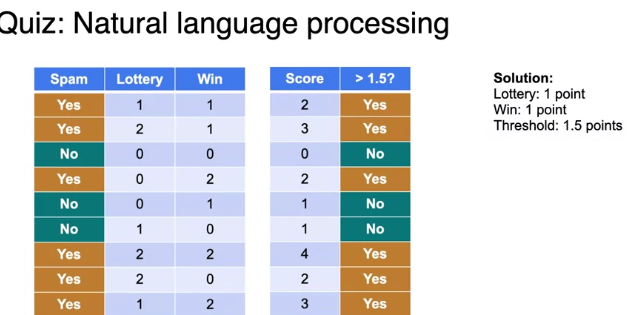 Quiz: Natural language processing
Spam Lottery Win Score > 1.5?
Yes 1 1 2 Yes
Yes 2 1 3 Yes
No 0 0 0 No
Yes 0 2 2 Yes
No 0 1 1 No
No 1 0 1 No
Yes 2 2 4 Yes
Yes 2 0 2 Yes
Yes 1 2 3 Yes
Solution:
Lottery: 1 point
Win: 1 point
Threshold: 1.5 points